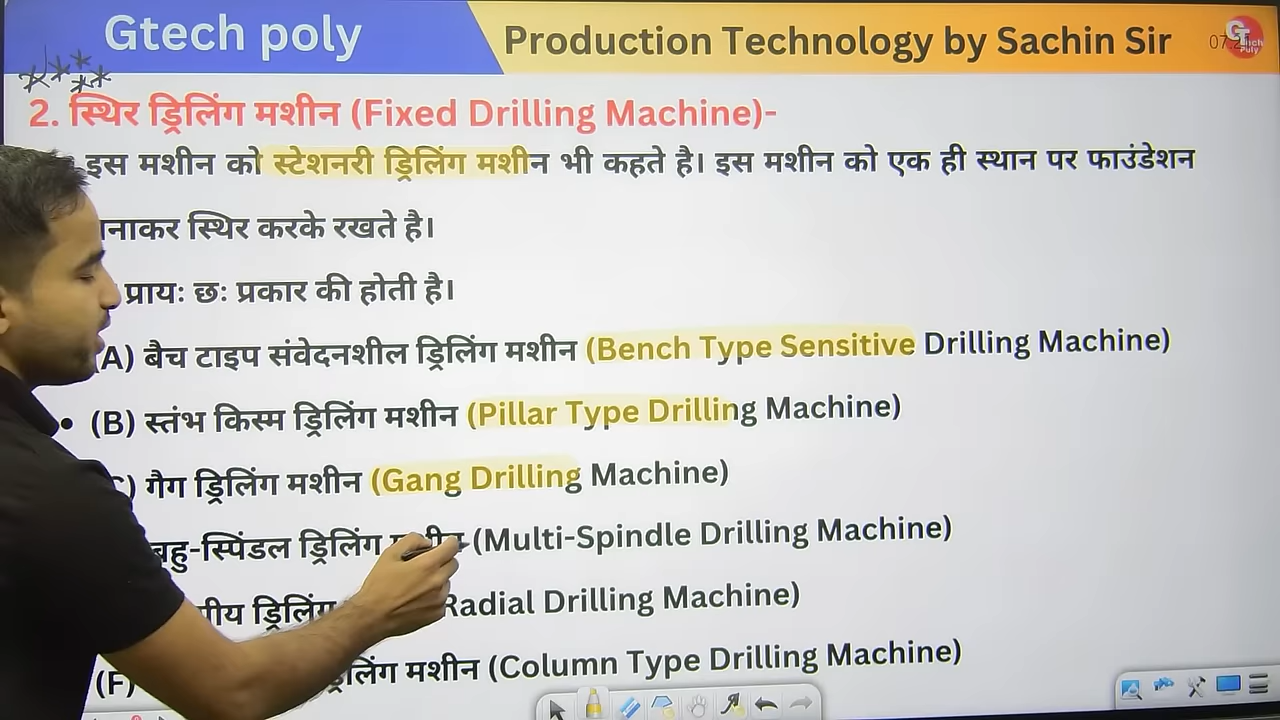 Gtech poly
Production Technology by Sachin Sir
2. स्थिर ड्रिलिंग मशीन (Fixed Drilling Machine)-
इस मशीन को स्टेशनरी ड्रिलिंग मशीन भी कहते है। इस मशीन को एक ही स्थान पर फाउंडेशन
स्थिर करके रखते है।
प्रायः छः प्रकार की होती है।
(A) बैच टाइप संवेदनशील ड्रिलिंग मशीन (Bench Type Sensitive Drilling Machine)
• (B) स्तंभ किस्म ड्रिलिंग मशीन (Pillar Type Drilling Machine)
गैग ड्रिलिंग मशीन (Gang Drilling Machine)
बहु-स्पिंडल ड्रिलिंग मशीन (Multi-Spindle Drilling Machine)
ड्रिलिंग Radial Drilling Machine)
(F) मशीन (Column Type Drilling Machine)